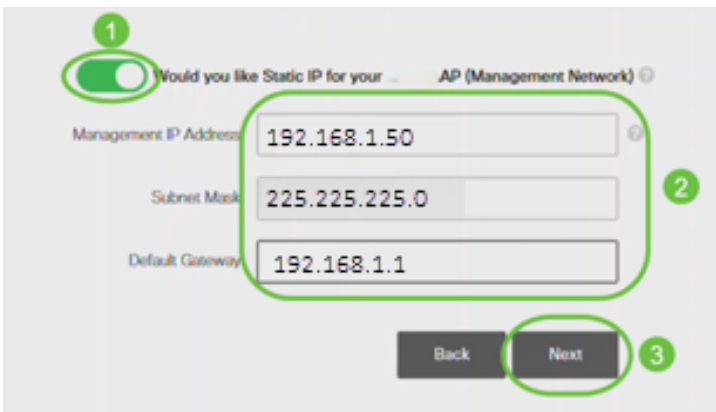 1
Would you like Static IP for your AP (Management Network) ?
Management IP Address 192.168.1.50 ?
Subnet Mask 225.225.225.0
2
Default Gateway 192.168.1.1
Back Next 3